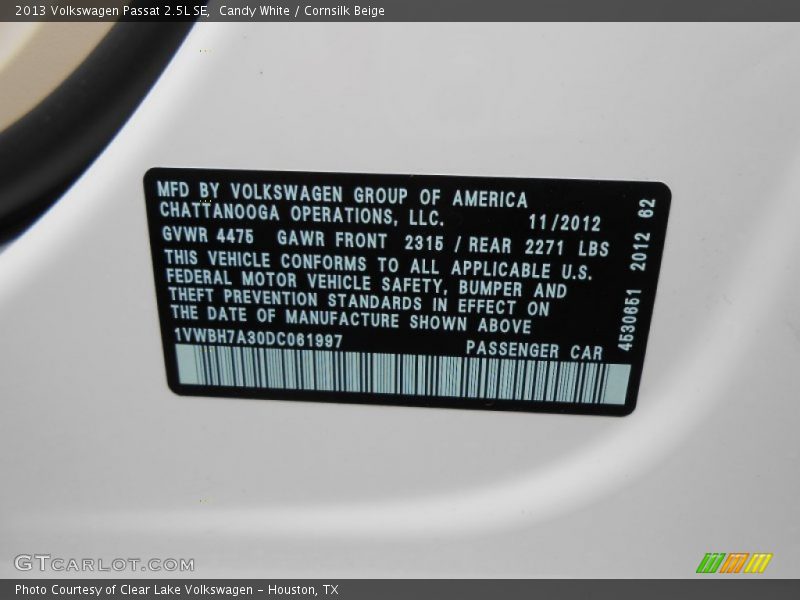 2013 Volkswagen Passat 2.5L SE, Candy White / Cornsilk Beige
MFD BY VOLKSWAGEN GROUP OF AMERICA
CHATTANOOGA OPERATIONS, LLC. 11/2012
GVWR 4475 GAWR FRONT 2315 / REAR 2271 LBS
THIS VEHICLE CONFORMS TO ALL APPLICABLE U.S.
FEDERAL MOTOR VEHICLE SAFETY, BUMPER AND
THEFT PREVENTION STANDARDS IN EFFECT ON
THE DATE OF MANUFACTURE SHOWN ABOVE
1VWBH7A30DC061997 PASSENGER CAR
4530651 2012 62
GTCARLOT.COM
Photo Courtesy of Clear Lake Volkswagen - Houston, TX